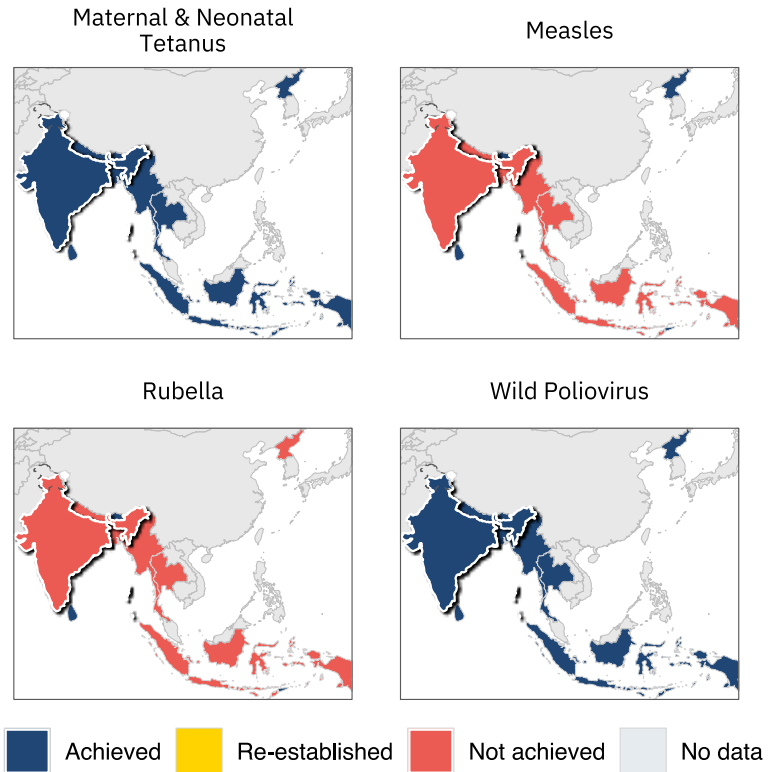 Maternal & Neonatal
Tetanus
Measles
Rubella
Wild Poliovirus
Achieved
Re-established
Not achieved
No data